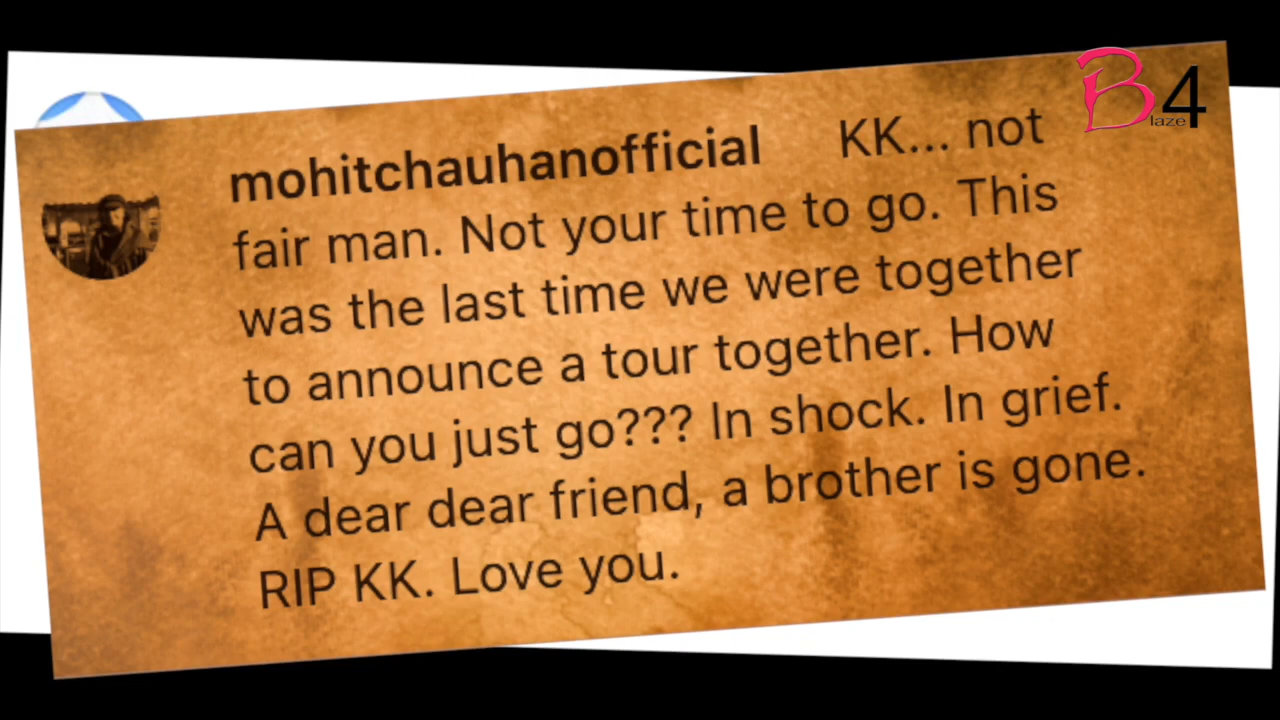 mohitchauhanofficial KK... not
fair man. Not your time to go. This
was the last time we were together
to announce a tour together. How
can you just go??? In shock. In grief.
A dear dear friend, a brother is gone.
RIP KK. Love you.
Blaze4